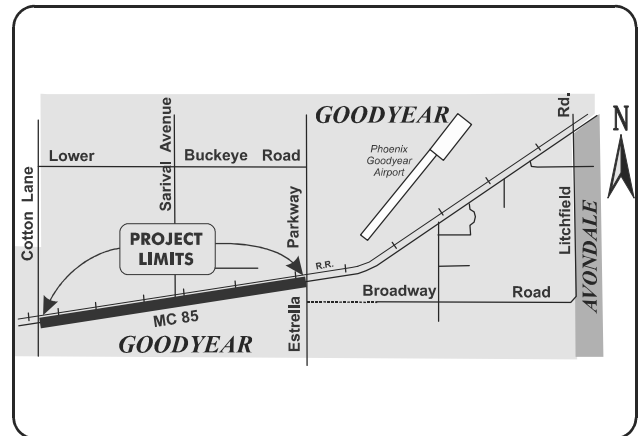 GOODYEAR
N
Rd.
Phoenix
Goodyear
Airport
Lower Buckeye Road
Sarival Avenue
Cotton Lane
Estrella Parkway
Litchfield
AVONDALE
PROJECT
LIMITS
R.R.
Broadway Road
MC 85
GOODYEAR